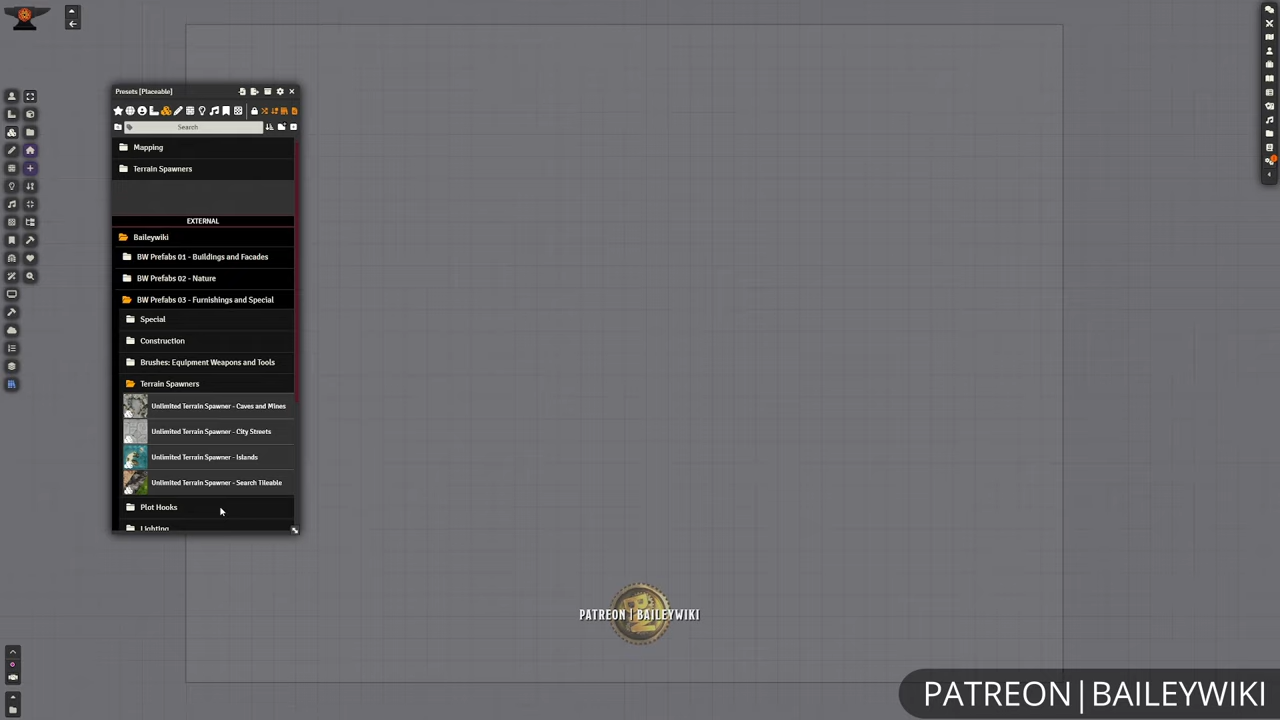 Presets [Placeable]
Search
Mapping
Terrain Spawners
EXTERNAL
Baileywiki
BW Prefabs 01 - Buildings and Facades
BW Prefabs 02 - Nature
BW Prefabs 03 - Furnishings and Special
Special
Construction
Brushes: Equipment Weapons and Tools
Terrain Spawners
Unlimited Terrain Spawner - Caves and Mines
Unlimited Terrain Spawner - City Streets
Unlimited Terrain Spawner - Islands
Unlimited Terrain Spawner - Search Tileable
Plot Hooks
Lighting
PATREON | BAILEYWIKI
PATREON | BAILEYWIKI